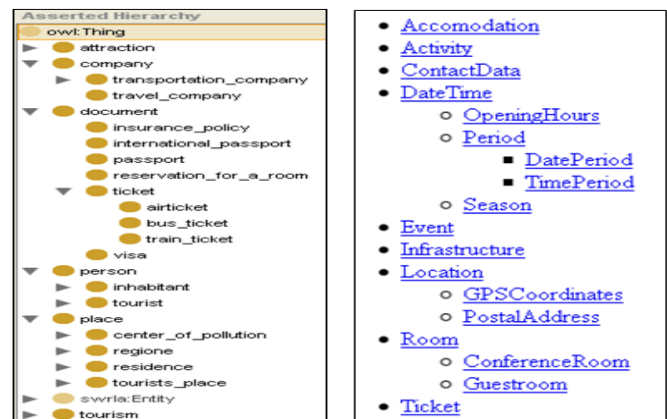 Asserted Hierarchy
owl:Thing
attraction
company
transportation_company
travel_company
document
insurance_policy
international_passport
passport
reservation_for_a_room
ticket
airticket
bus_ticket
train_ticket
visa
person
inhabitant
tourist
place
center_of_pollution
regione
residence
tourists_place
swrla:Entity
tourism
Accomodation
Activity
ContactData
DateTime
OpeningHours
Period
DatePeriod
TimePeriod
Season
Event
Infrastructure
Location
GPSCoordinates
PostalAddress
Room
ConferenceRoom
Guestroom
Ticket